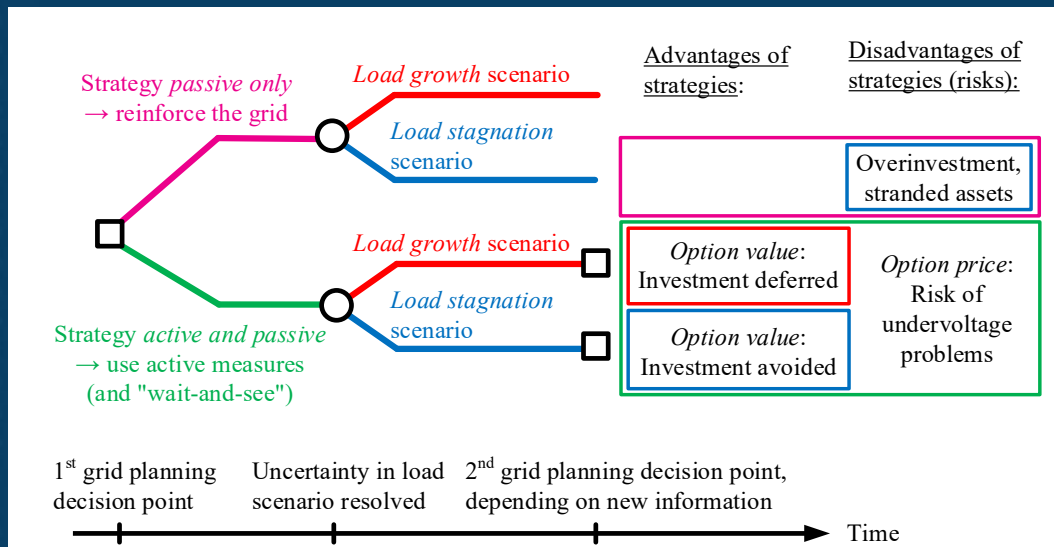 Strategy passive only
→ reinforce the grid
Load growth scenario
Load stagnation
scenario
Advantages of
strategies:
Disadvantages of
strategies (risks):
Overinvestment,
stranded assets
Strategy active and passive
→ use active measures
(and "wait-and-see")
Load growth scenario
Load stagnation
scenario
Option value:
Investment deferred
Option value:
Investment avoided
Option price:
Risk of
undervoltage
problems
1st grid planning
decision point
Uncertainty in load
scenario resolved
2nd grid planning decision point,
depending on new information
Time